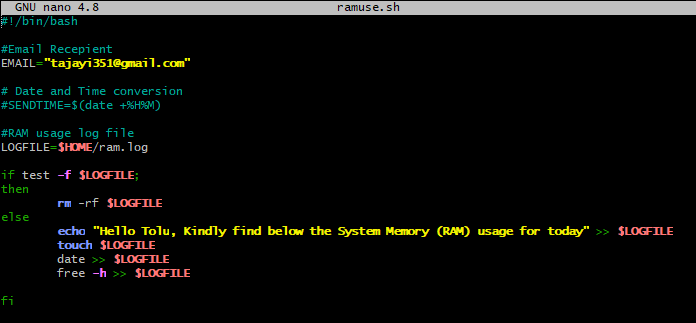 GNU nano 4.8 ramuse.sh
#!/bin/bash
#Email Recepient
EMAIL="tajayi351@gmail.com"
# Date and Time conversion
#SENDTIME=$(date +%H%M)
#RAM usage log file
LOGFILE=$HOME/ram.log
if test -f $LOGFILE;
then
rm -rf $LOGFILE
else
echo "Hello Tolu, Kindly find below the System Memory (RAM) usage for today" >> $LOGFILE
touch $LOGFILE
date >> $LOGFILE
free -h >> $LOGFILE
fi